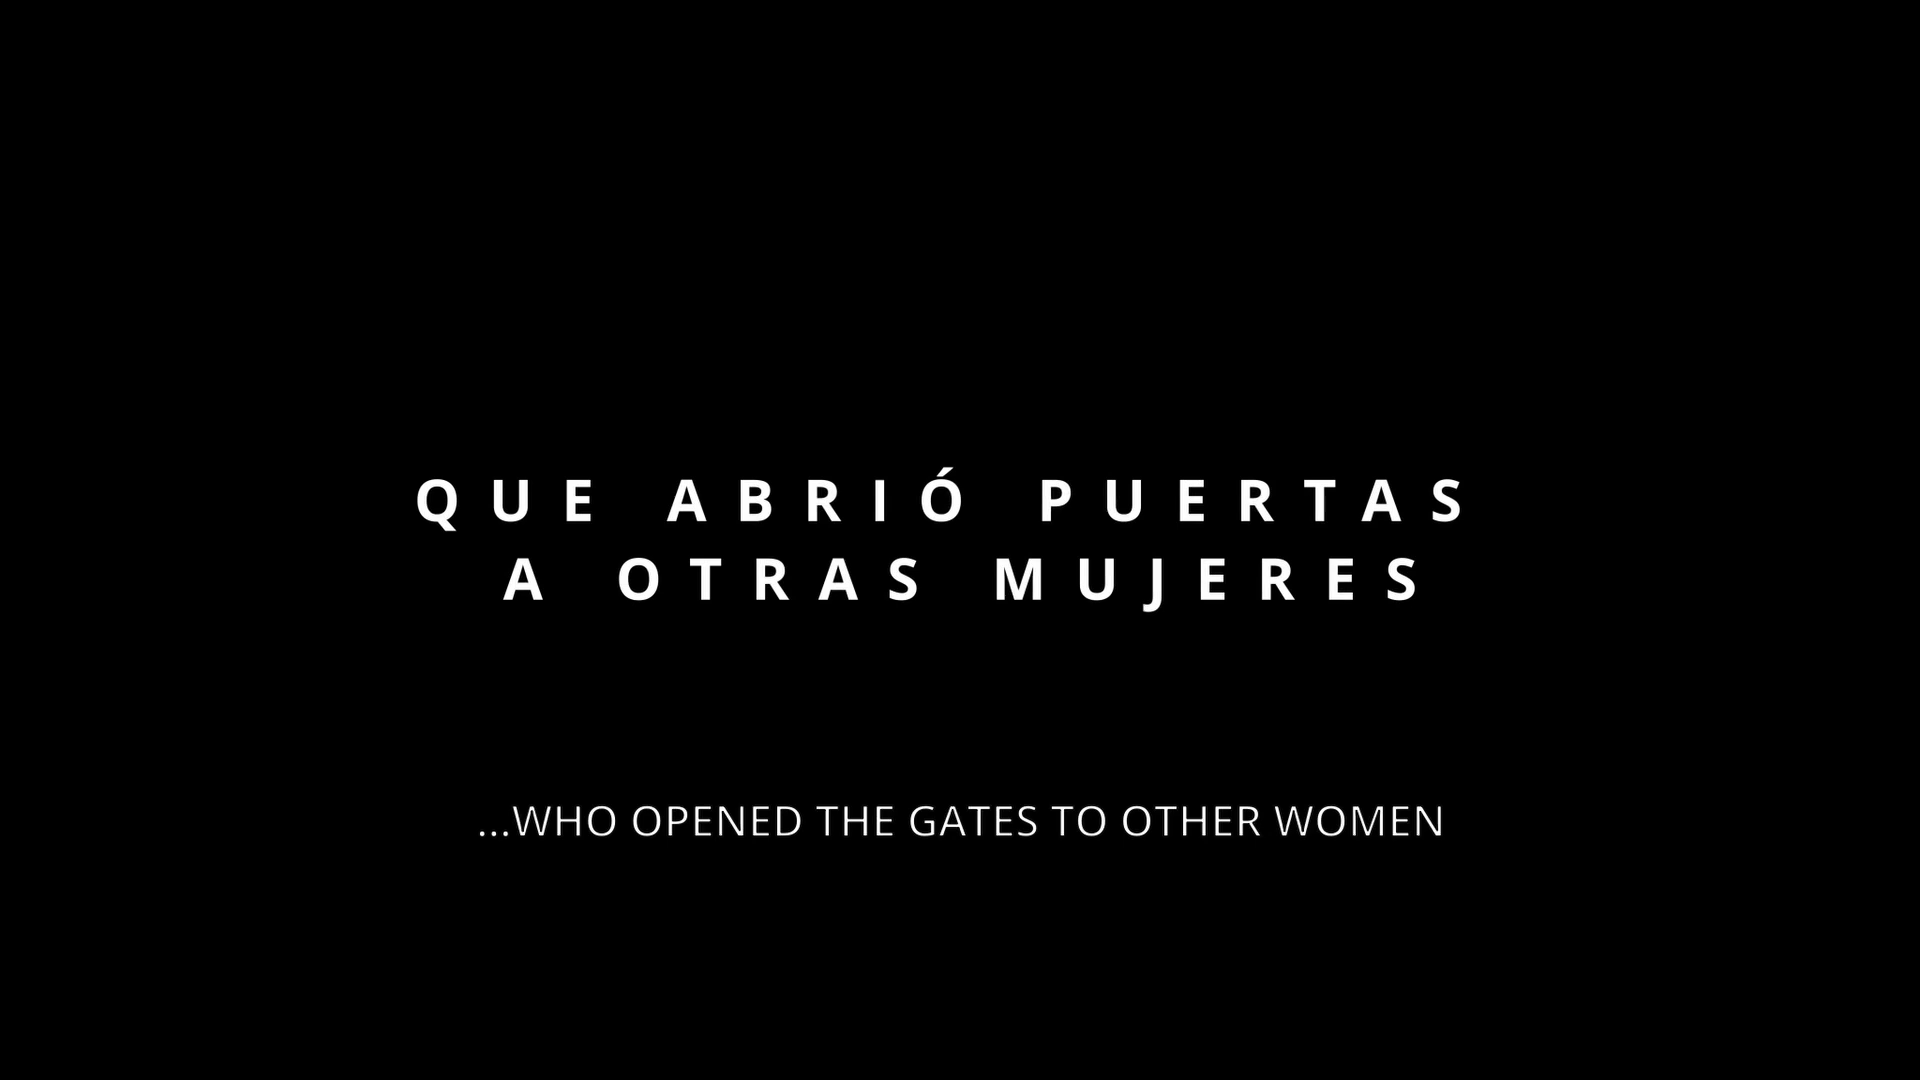 QUE ABRIÓ PUERTAS
A OTRAS MUJERES
...WHO OPENED THE GATES TO OTHER WOMEN